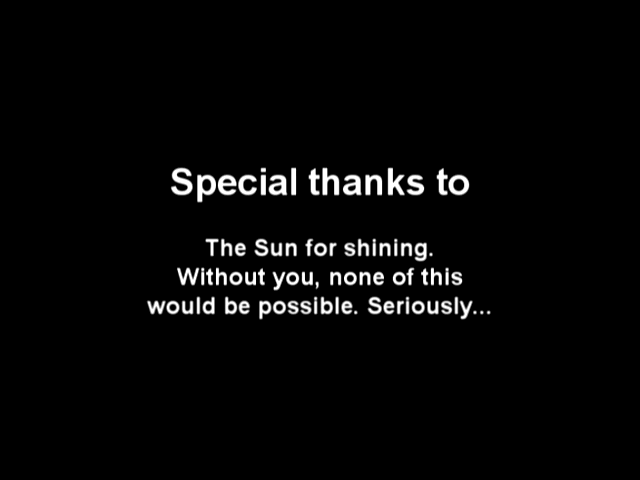 Special thanks to
The Sun for shining.
Without you, none of this
would be possible. Seriously...